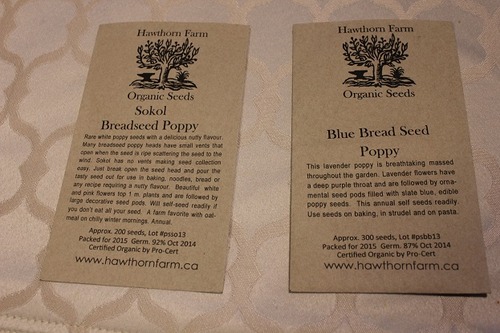 Hawthorn Farm
Organic Seeds
Sokol
Breadseed Poppy
Rare white poppy seeds with a delicious nutty flavour.
Many breadseed poppy heads have small vents that
open when the seed is ripe scattering the seed to the
wind. Sokol has no vents making seed collection
easy. Just break open the seed head and pour the
tasty seed out for use in baking, noodles, bread or
any recipe requiring a nutty flavour. Beautiful white
and pink flowers top 1 m. plants and are followed by
large decorative seed pods. Will self-seed readily if
you don't eat all your seed. A farm favorite with oat-
meal on chilly winter mornings. Annual.
Approx. 200 seeds, Lot #psso13
Packed for 2015 Germ. 92% Oct 2014
Certified Organic by Pro-Cert
www.hawthornfarm.ca
Hawthorn Farm
Organic Seeds
Blue Bread Seed
Poppy
This lavender poppy is breathtaking massed
throughout the garden. Lavender flowers have
a deep purple throat and are followed by orna-
mental seed pods filled with slate blue, edible
poppy seeds. This annual self seeds readily.
Use seeds on baking, in strudel and on pasta.
Approx. 300 seeds, Lot #psbb13
Packed for 2015 Germ. 87% Oct 2014
Certified Organic by Pro-Cert
www.hawthornfarm.ca